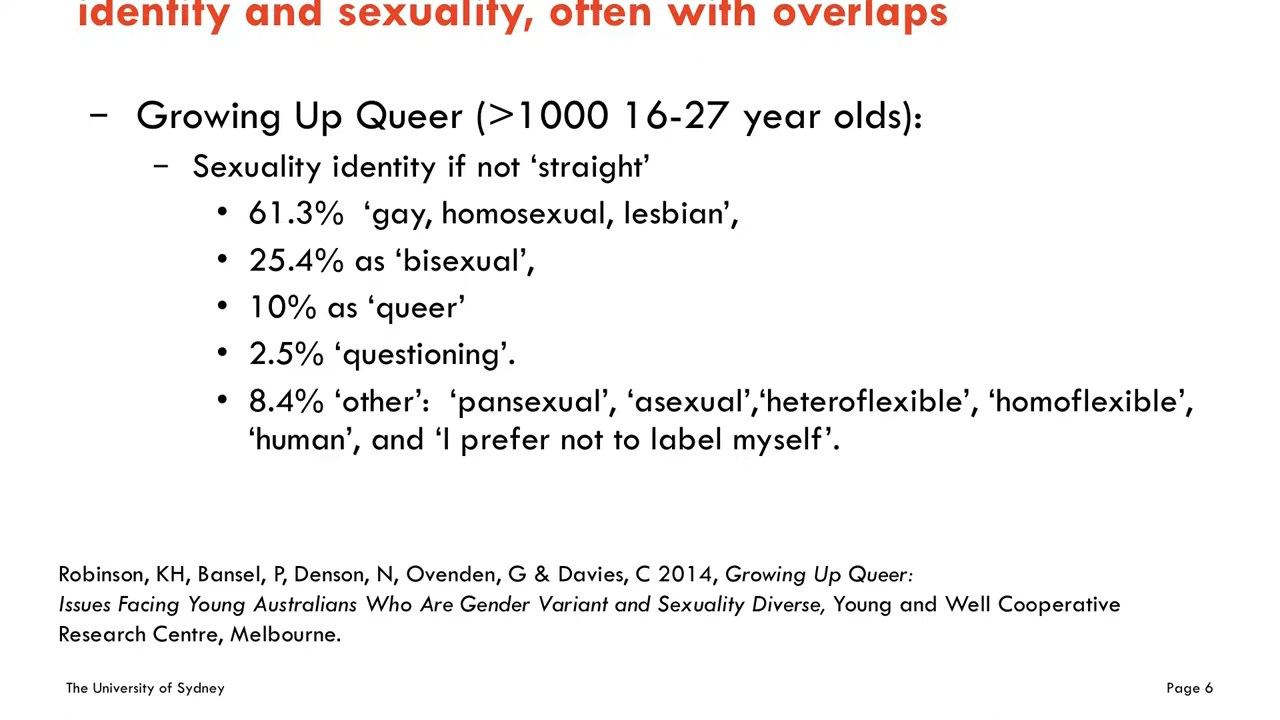 identity and sexuality, often with overlaps
– Growing Up Queer (>1000 16-27 year olds):
– Sexuality identity if not ‘straight’
• 61.3% ‘gay, homosexual, lesbian’,
• 25.4% as ‘bisexual’,
• 10% as ‘queer’
• 2.5% ‘questioning’.
• 8.4% ‘other’: ‘pansexual’, ‘asexual’,‘heteroflexible’, ‘homoflexible’,
‘human’, and ‘I prefer not to label myself’.
Robinson, KH, Bansel, P, Denson, N, Ovenden, G & Davies, C 2014, Growing Up Queer:
Issues Facing Young Australians Who Are Gender Variant and Sexuality Diverse, Young and Well Cooperative
Research Centre, Melbourne.
The University of Sydney
Page 6